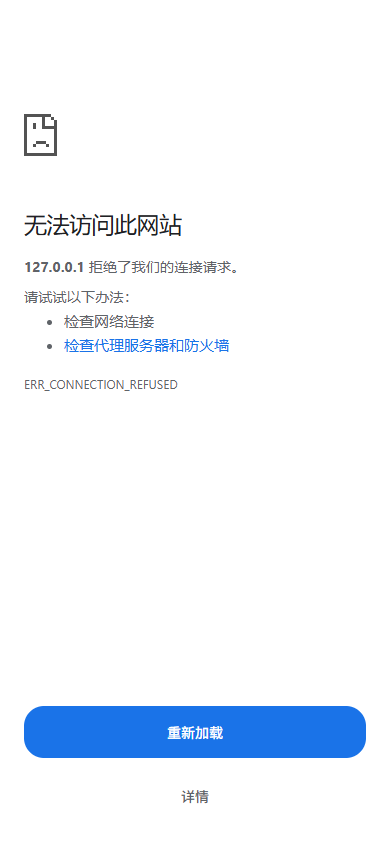 无法访问此网站
127.0.0.1 拒绝了我们的连接请求。
请试试以下办法：
检查网络连接
检查代理服务器和防火墙
ERR_CONNECTION_REFUSED
重新加载
详情